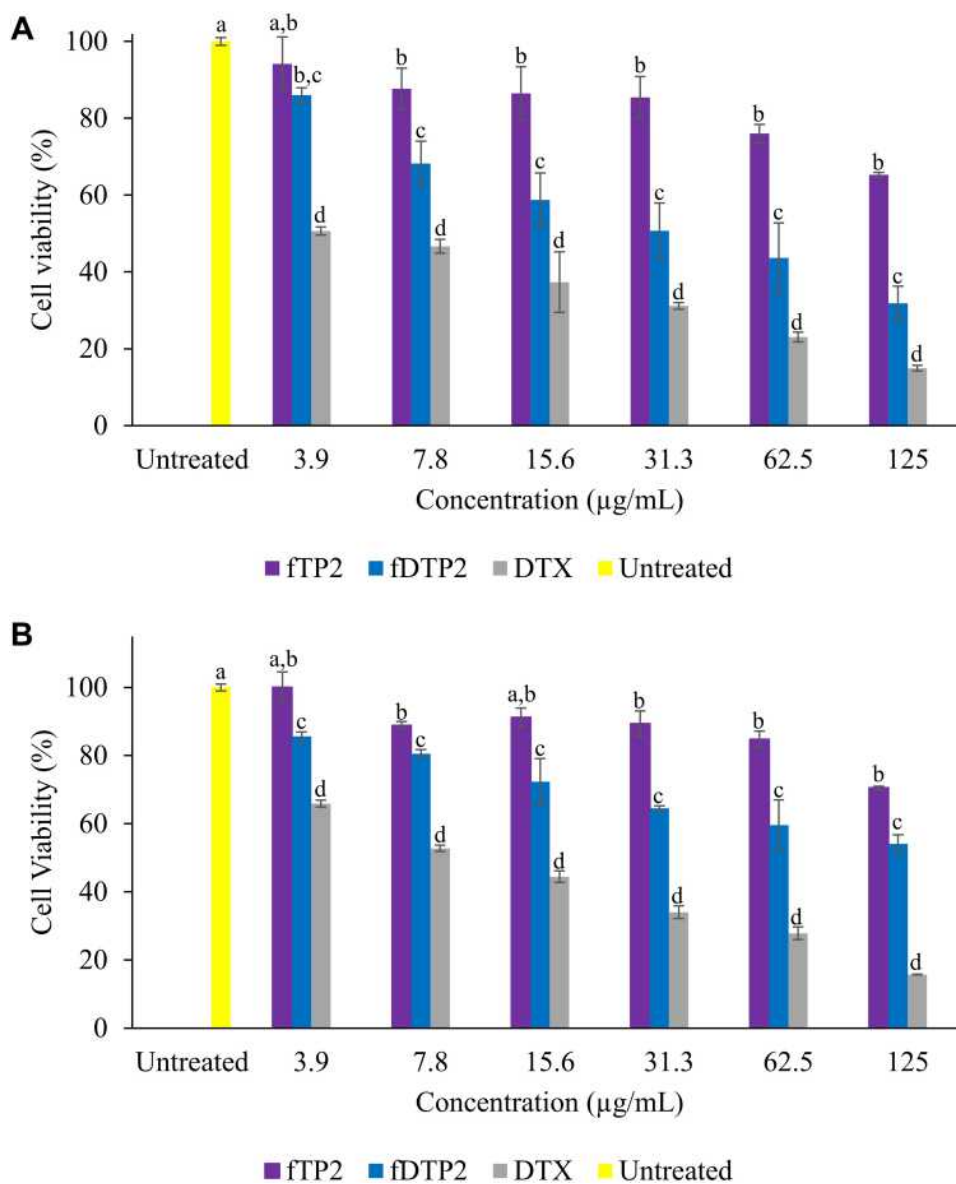 A
a
a,b
b,c
d
b
c
d
b
c
d
b
c
d
b
c
d
b
c
d
100
80
60
40
20
0
Cell viability (%)
Untreated 3.9 7.8 15.6 31.3 62.5 125
Concentration (µg/mL)
fTP2 fDTP2 DTX Untreated
B
a
a,b
c
d
b
c
d
a,b
c
d
b
c
d
b
c
d
b
c
d
100
80
60
40
20
0
Cell Viability (%)
Untreated 3.9 7.8 15.6 31.3 62.5 125
Concentration (µg/mL)
fTP2 fDTP2 DTX Untreated